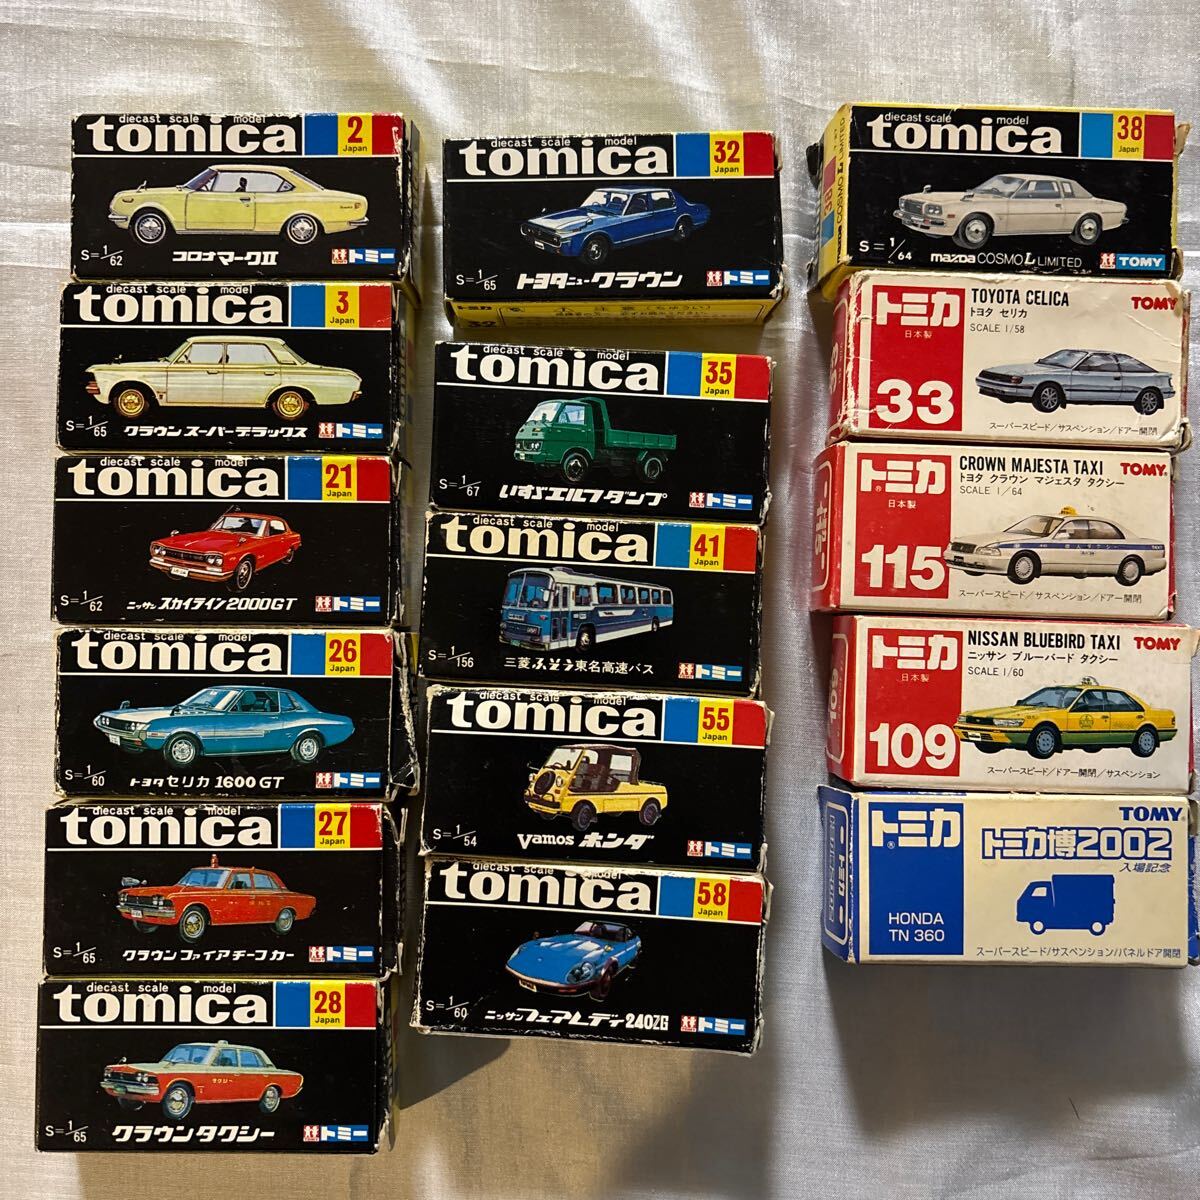 diecast scale model
tomica
2
Japan
S=1/62
コロナマークⅡ
トミー
diecast scale model
tomica
3
Japan
S=1/65
クラウンスーパーデラックス
トミー
diecast scale model
tomica
21
Japan
S=1/62
ニッサン スカイライン2000GT
トミー
diecast scale model
tomica
26
Japan
S=1/60
トヨタセリカ1600GT
トミー
diecast scale model
tomica
27
Japan
S=1/65
クラウンファイアチーフカー
トミー
diecast scale model
tomica
28
Japan
S=1/65
クラウンタクシー
トミー
diecast scale model
tomica
32
Japan
S=1/65
トヨタニュークラウン
トミー
diecast scale model
tomica
35
Japan
S=1/67
いすゞエルフダンプ
トミー
diecast scale model
tomica
41
Japan
S=1/156
三菱ふそう東名高速バス
トミー
diecast scale model
tomica
55
Japan
S=1/54
Vamos ホンダ
トミー
diecast scale model
tomica
58
Japan
S=1/60
ニッサンフェアレディ240ZG
トミー
diecast scale model
tomica
38
Japan
S=1/64
mazDa COSMO L LIMITED
TOMY
トミカ
日本製
33
TOYOTA CELICA
トヨタ セリカ
SCALE 1/58
TOMY
スーパースピード/サスペンション/ドアー開閉
トミカ
日本製
115
CROWN MAJESTA TAXI
トヨタ クラウン マジェスタ タクシー
SCALE 1/64
TOMY
スーパースピード/サスペンション/ドアー開閉
トミカ
日本製
109
NISSAN BLUEBIRD TAXI
ニッサン ブルーバード タクシー
SCALE 1/60
TOMY
スーパースピード/ドアー開閉/サスペンション
トミカ
TOMY
トミカ博2002
入場記念
HONDA
TN 360
スーパースピード/サスペンション/パネルドア開閉